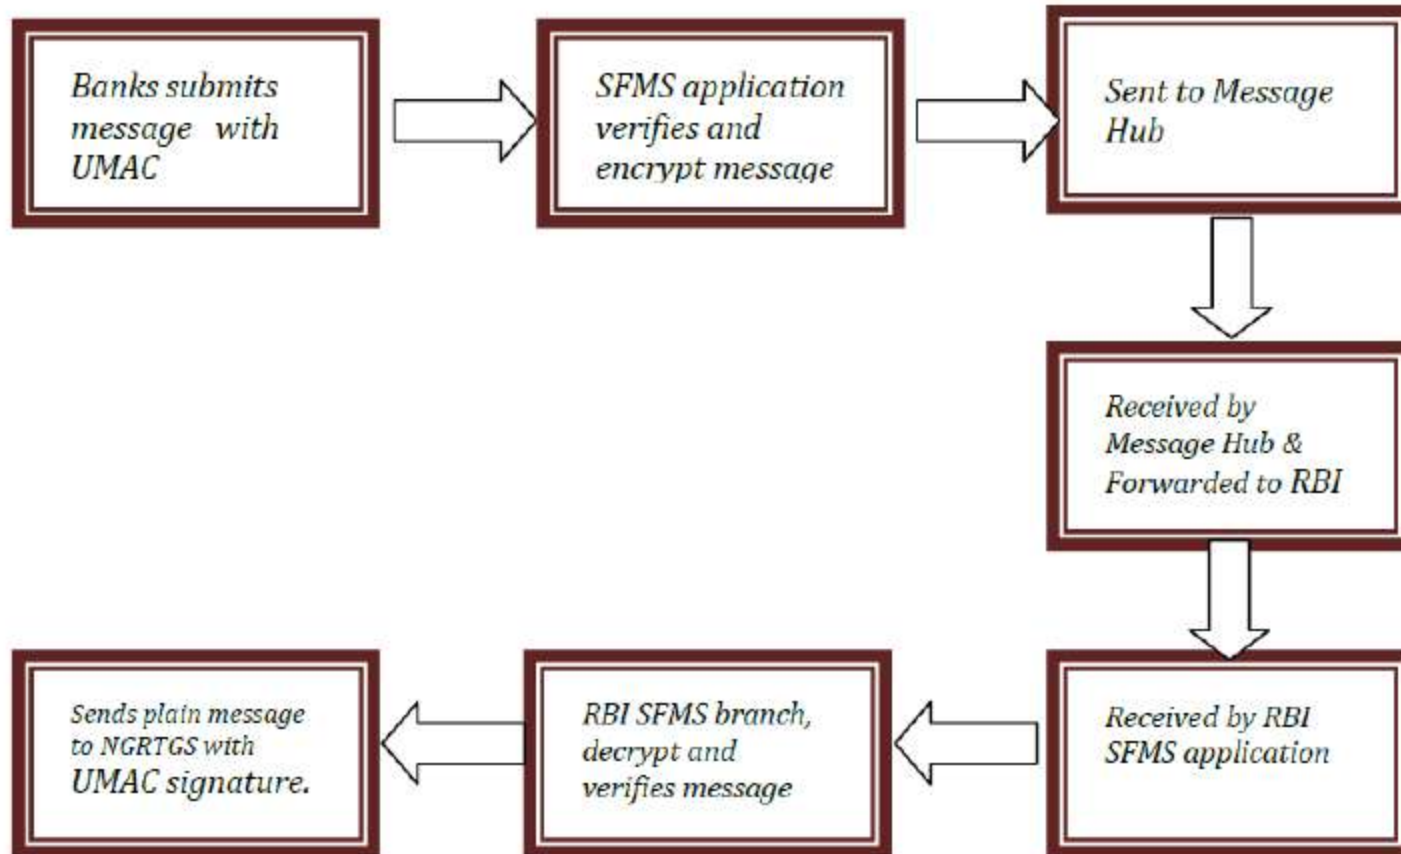 Banks submits
message with
UMAC
SFMS application
verifies and
encrypt message
Sent to Message
Hub
Received by
Message Hub &
Forwarded to RBI
Received by RBI
SFMS application
RBI SFMS branch,
decrypt and
verifies message
Sends plain message
to NGRTGS with
UMAC signature.